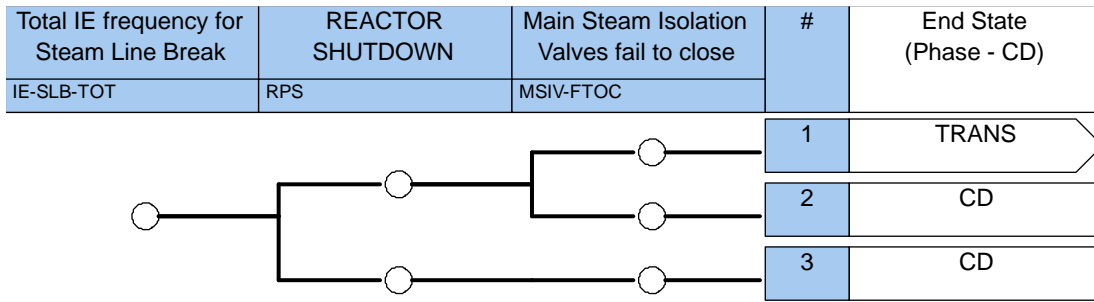 Total IE frequency for
Steam Line Break
REACTOR
SHUTDOWN
Main Steam Isolation
Valves fail to close
#
End State
(Phase - CD)
IE-SLB-TOT
RPS
MSIV-FTOC
1
TRANS
2
CD
3
CD